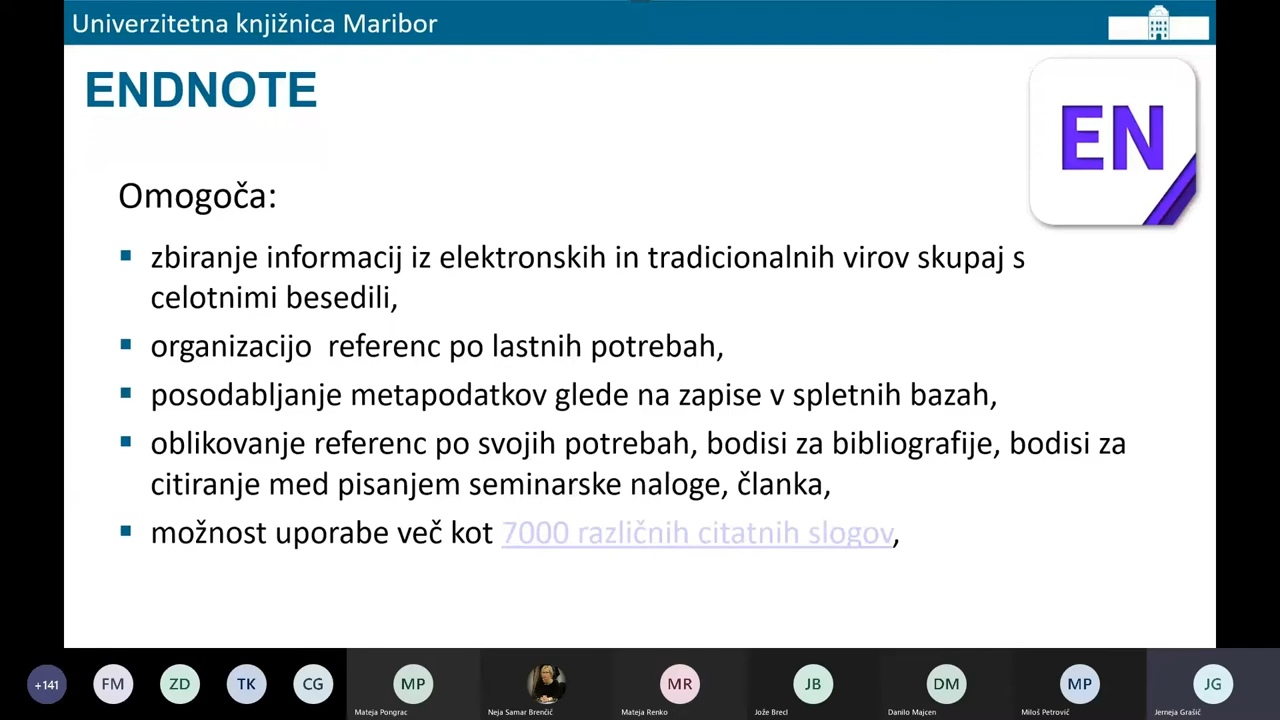 Univerzitetna knjižnica Maribor
ENDNOTE
EN
Omogoča:
zbiranje informacij iz elektronskih in tradicionalnih virov skupaj s
celotnimi besedili,
organizacijo  referenc po lastnih potrebah,
posodabljanje metapodatkov glede na zapise v spletnih bazah,
oblikovanje referenc po svojih potrebah, bodisi za bibliografije, bodisi za
citiranje med pisanjem seminarske naloge, članka,
možnost uporabe več kot 7000 različnih citatnih slogov,
+141 FM ZD TK CG MP MR JB DM MP JG
Mateja Pongrac Neja Samar Brenčič Mateja Renko Jože Brecl Danilo Majcen Miloš Petrovič Jerneja Grašič